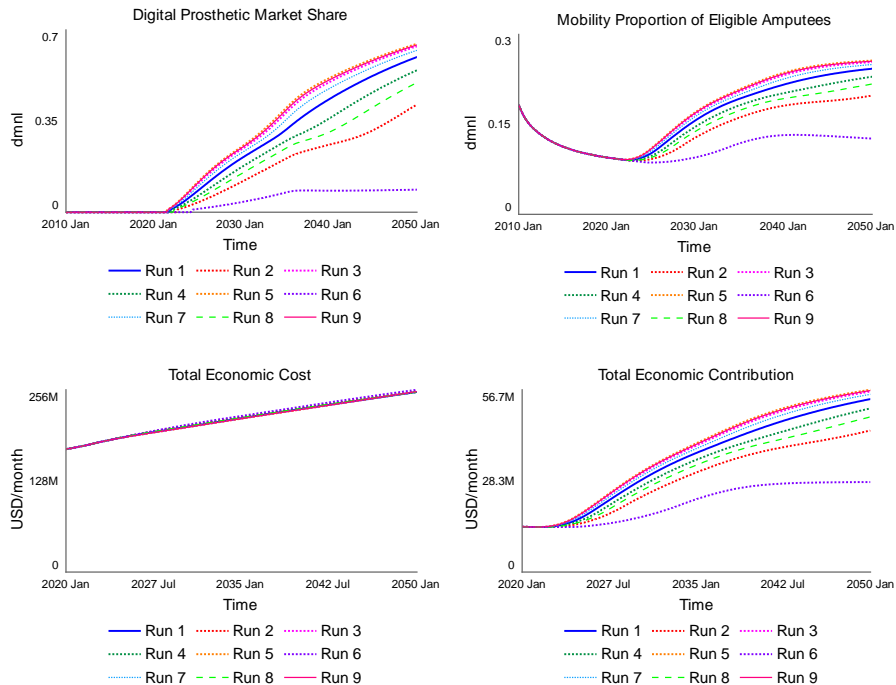 Digital Prosthetic Market Share
0.7
0.35
0
dmnl
2010 Jan 2020 Jan 2030 Jan 2040 Jan 2050 Jan
Time
Run 1 Run 2 Run 3
Run 4 Run 5 Run 6
Run 7 Run 8 Run 9
Mobility Proportion of Eligible Amputees
0.3
0.15
0
dmnl
2010 Jan 2020 Jan 2030 Jan 2040 Jan 2050 Jan
Time
Run 1 Run 2 Run 3
Run 4 Run 5 Run 6
Run 7 Run 8 Run 9
Total Economic Cost
256M
128M
0
USD/month
2020 Jan 2027 Jul 2035 Jan 2042 Jul 2050 Jan
Time
Run 1 Run 2 Run 3
Run 4 Run 5 Run 6
Run 7 Run 8 Run 9
Total Economic Contribution
56.7M
28.3M
0
USD/month
2020 Jan 2027 Jul 2035 Jan 2042 Jul 2050 Jan
Time
Run 1 Run 2 Run 3
Run 4 Run 5 Run 6
Run 7 Run 8 Run 9